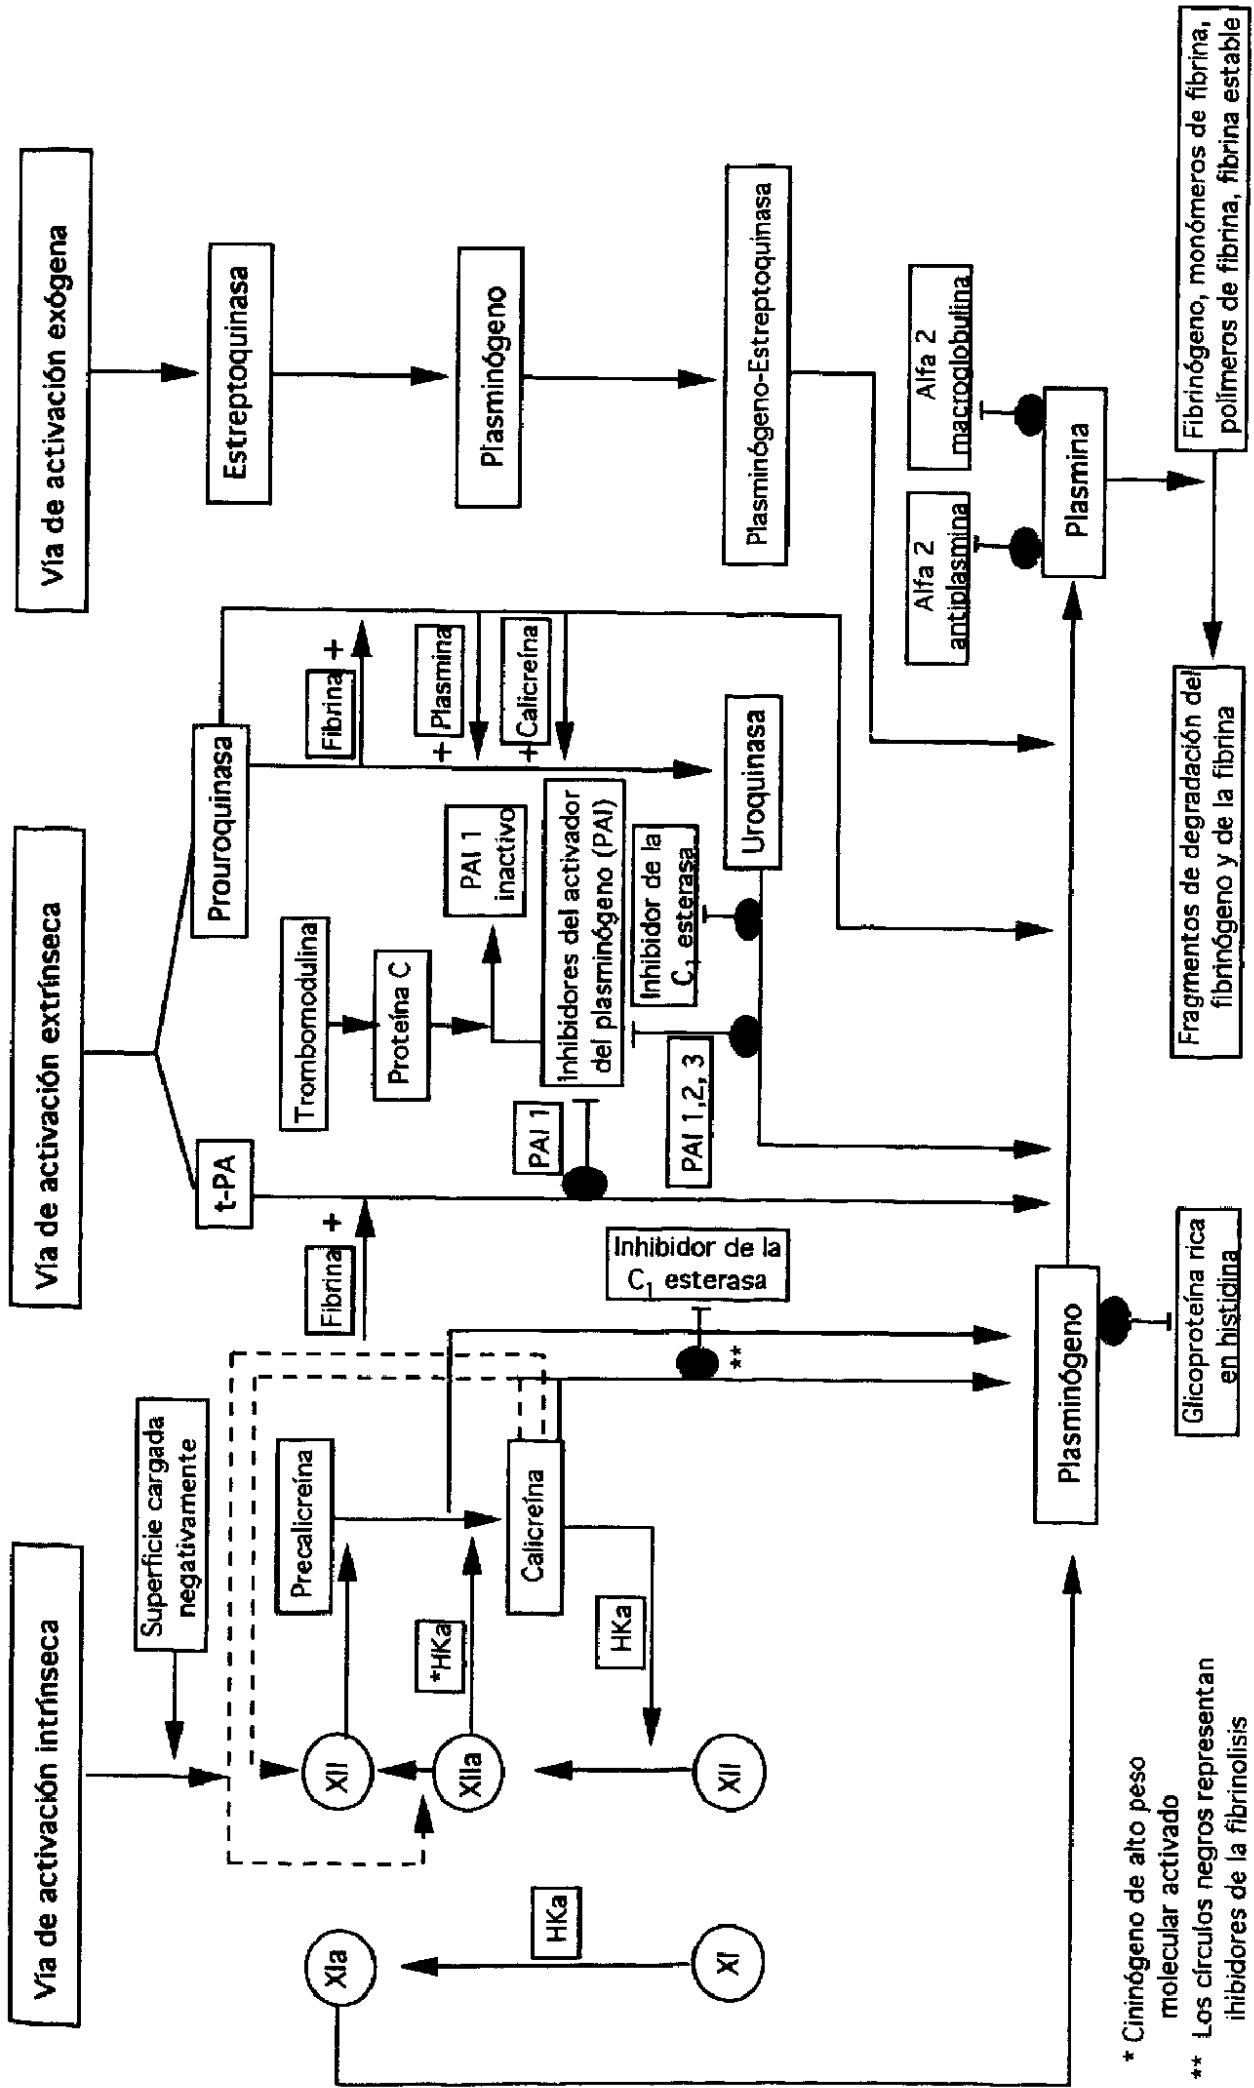 Vía de activación intrínseca
Vía de activación extrínseca
Vía de activación exógena
Superficie cargada
negativamente
t-PA
Prouroquinasa
Estreptoquinasa
XIa
XII
Precalicreína
Fibrina
+
Trombomodulina
Fibrina
+
*HKa
XIIa
Proteína C
PAI 1
inactivo
+
Plasmina
Plasminógeno
Calicreína
PAI 1
Inhibidores del activador
del plasminógeno (PAI)
+
Calicreína
HKa
HKa
Inhibidor de la
C1 esterasa
PAI 1,2, 3
Inhibidor de la
C1 esterasa
XI
XII
**
Uroquinasa
Plasminógeno-Estreptoquinasa
Alfa 2
antiplasmina
Alfa 2
macroglobulina
Plasminógeno
Plasmina
Glicoproteína rica
en histidina
Fragmentos de degradación del
fibrinógeno y de la fibrina
Fibrinógeno, monómeros de fibrina,
polímeros de fibrina, fibrina estable
* Cininógeno de alto peso
molecular activado
** Los círculos negros representan
ihibidores de la fibrinolisis